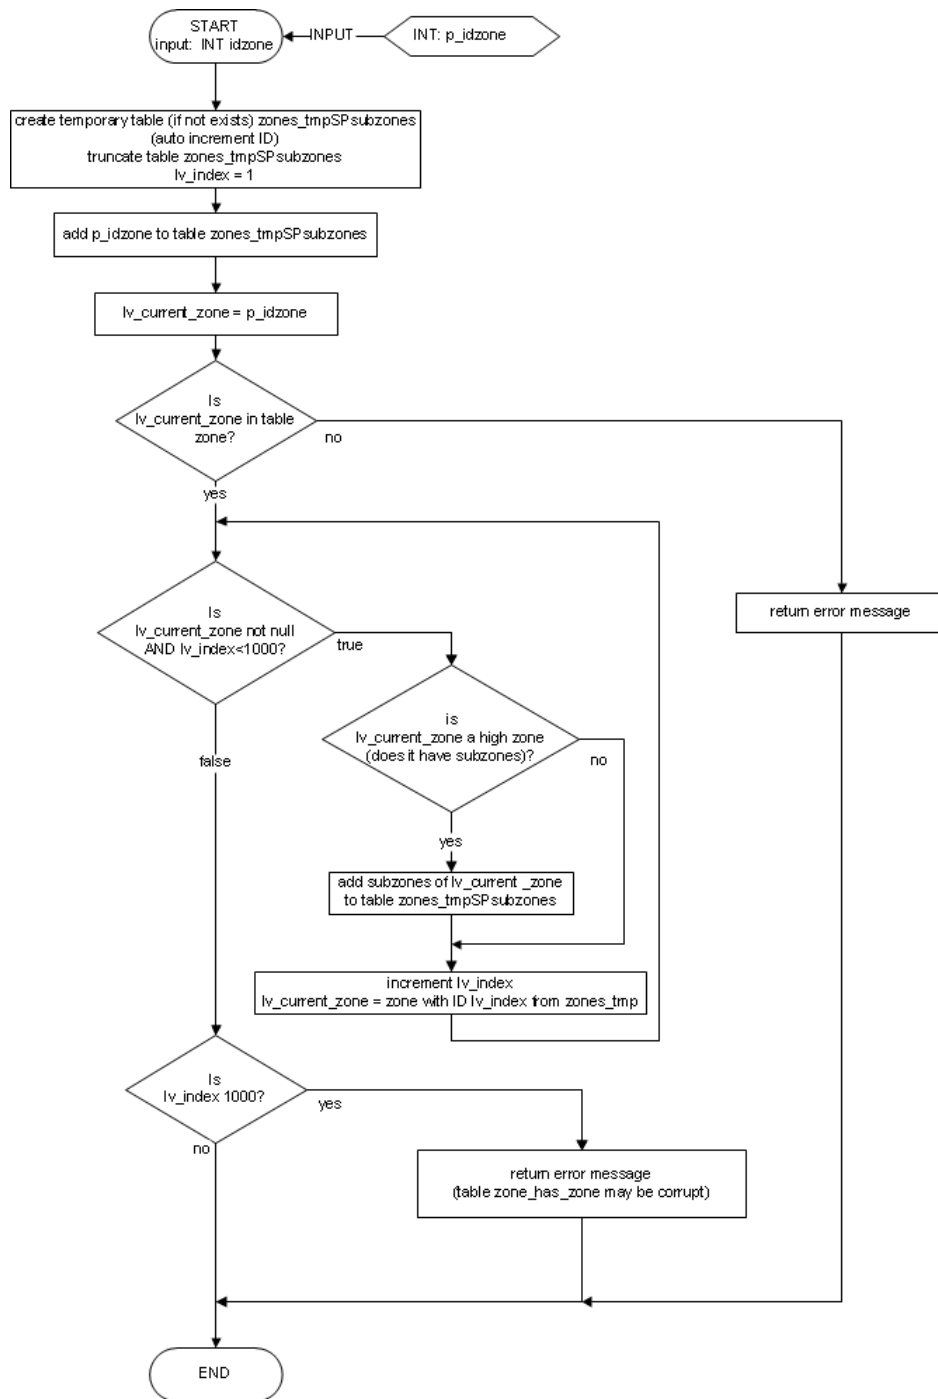 START
input: INT idzone
INPUT
INT: p_idzone
create temporary table (if not exists) zones_tmpSPsubzones
(auto increment ID)
truncate table zones_tmpSPsubzones
lv_index = 1
add p_idzone to table zones_tmpSPsubzones
lv_current_zone = p_idzone
Is
lv_current_zone in table
zone?
no
yes
Is
lv_current_zone not null
AND lv_index<1000?
true
return error message
is
lv_current_zone a high zone
(does it have subzones)?
no
false
yes
add subzones of lv_current _zone
to table zones_tmpSPsubzones
increment lv_index
lv_current_zone = zone with ID lv_index from zones_tmp
Is
lv_index 1000?
yes
no
return error message
(table zone_has_zone may be corrupt)
END